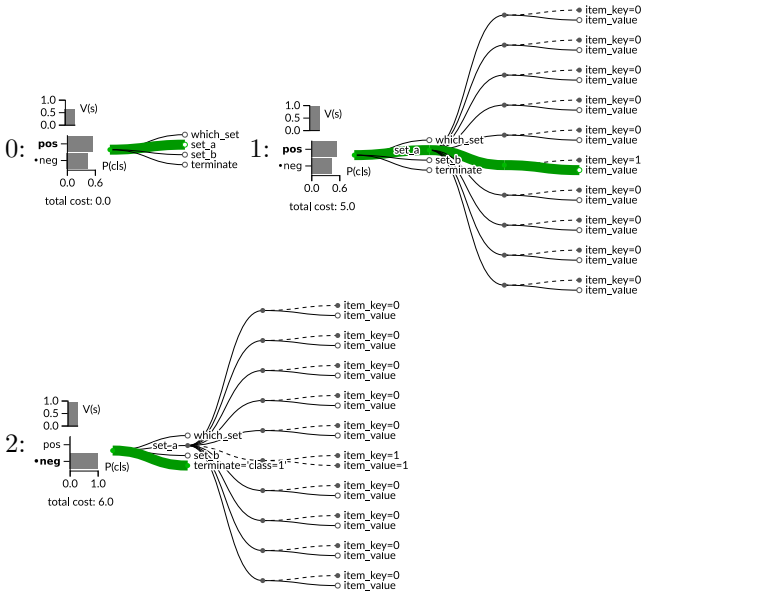 0:
1.0
0.5
0.0
V(s)
pos
•neg
P(cls)
0.0 0.6
total cost: 0.0
which_set
set_a
set_b
terminate
1:
1.0
0.5
0.0
V(s)
pos
•neg
P(cls)
0.0 0.6
total cost: 5.0
which_set
set_a
set_b
terminate
item_key=0
item_value
item_key=0
item_value
item_key=0
item_value
item_key=0
item_value
item_key=0
item_value
item_key=1
item_value
item_key=0
item_value
item_key=0
item_value
item_key=0
item_value
item_key=0
item_value
2:
1.0
0.5
0.0
V(s)
pos
•neg
P(cls)
0.0 1.0
total cost: 6.0
which_set
set_a
set_b
terminate='class=1'
item_key=0
item_value
item_key=0
item_value
item_key=0
item_value
item_key=0
item_value
item_key=0
item_value
item_key=1
value=1
item_key=0
item_value
item_key=0
item_value
item_key=0
item_value
item_key=0
item_value